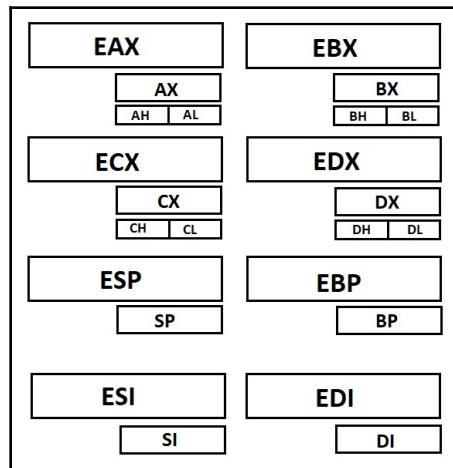 EAX EBX
AX BX
AH AL BH BL
ECX EDX
CX DX
CH CL DH DL
ESP EBP
SP BP
ESI EDI
SI DI